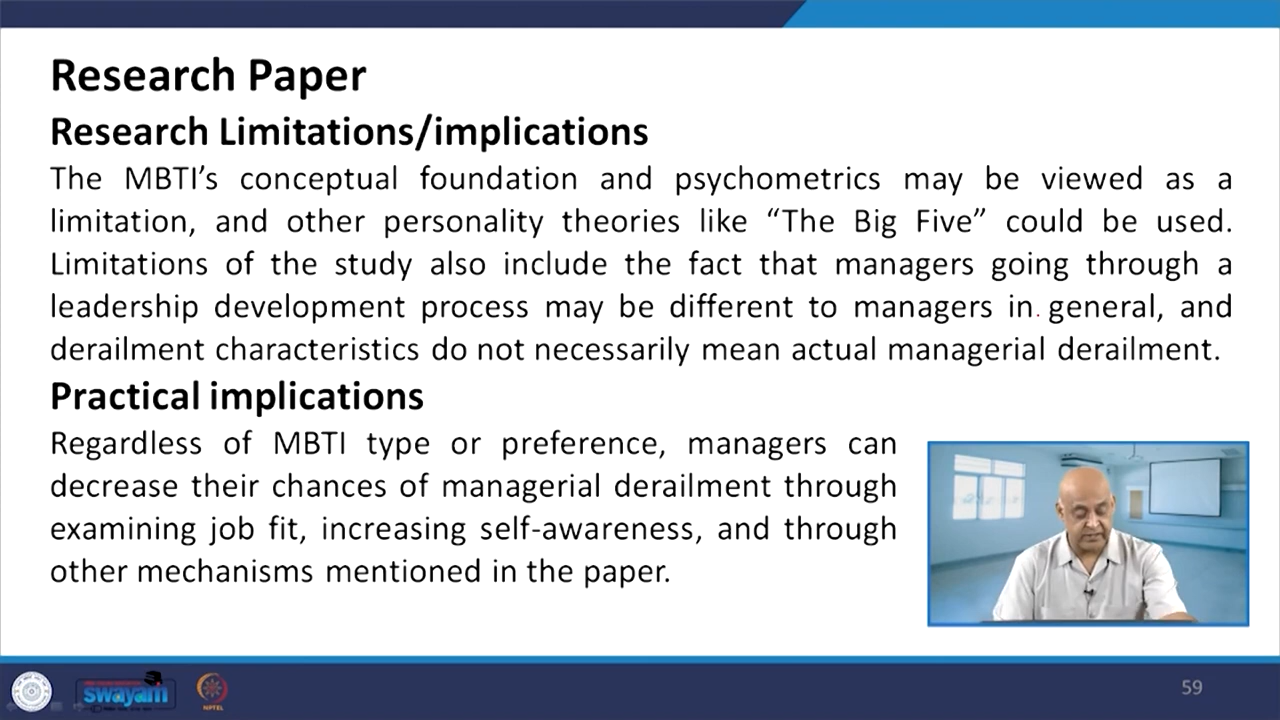 Research Paper
Research Limitations/implications
The MBTI’s conceptual foundation and psychometrics may be viewed as a
limitation, and other personality theories like “The Big Five” could be used.
Limitations of the study also include the fact that managers going through a
leadership development process may be different to managers in general, and
derailment characteristics do not necessarily mean actual managerial derailment.
Practical implications
Regardless of MBTI type or preference, managers can
decrease their chances of managerial derailment through
examining job fit, increasing self-awareness, and through
other mechanisms mentioned in the paper.
swayam
NPTEL
59